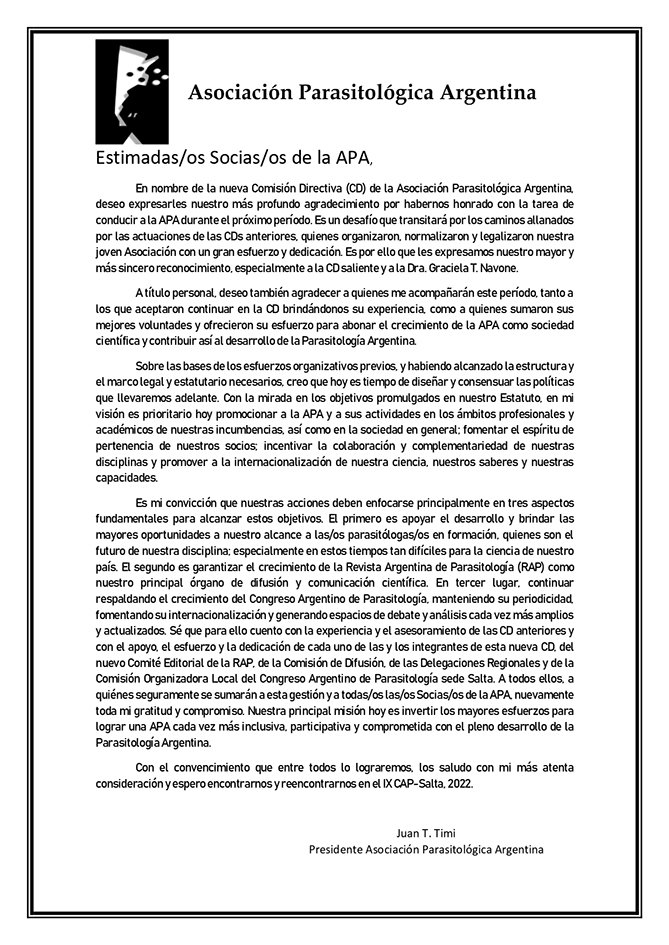 Asociación Parasitológica Argentina
Estimadas/os Socias/os de la APA,
En nombre de la nueva Comisión Directiva (CD) de la Asociación Parasitológica Argentina,
deseo expresarles nuestro más profundo agradecimiento por habernos honrado con la tarea de
conducir a la APA durante el próximo período. Es un desafío que transitará por los caminos allanados
por las actuaciones de las CDs anteriores, quienes organizaron, normalizaron y legalizaron nuestra
joven Asociación con un gran esfuerzo y dedicación. Es por ello que les expresamos nuestro mayor y
más sincero reconocimiento, especialmente a la CD saliente y a la Dra. Graciela T. Navone.
A título personal, deseo también agradecer a quienes me acompañarán este período, tanto a
los que aceptaron continuar en la CD brindándonos su experiencia, como a quienes sumaron sus
mejores voluntades y ofrecieron su esfuerzo para abonar el crecimiento de la APA como sociedad
científica y contribuir así al desarrollo de la Parasitología Argentina.
Sobre las bases de los esfuerzos organizativos previos, y habiendo alcanzado la estructura y
el marco legal y estatutario necesarios, creo que hoy es tiempo de diseñar y consensuar las políticas
que llevaremos adelante. Con la mirada en los objetivos promulgados en nuestro Estatuto, en mi
visión es prioritario hoy promocionar a la APA y a sus actividades en los ámbitos profesionales y
académicos de nuestras incumbencias, así como en la sociedad en general; fomentar el espíritu de
pertenencia de nuestros socios; incentivar la colaboración y complementariedad de nuestras
disciplinas y promover a la internacionalización de nuestra ciencia, nuestros saberes y nuestras
capacidades.
Es mi convicción que nuestras acciones deben enfocarse principalmente en tres aspectos
fundamentales para alcanzar estos objetivos. El primero es apoyar el desarrollo y brindar las
mayores oportunidades a nuestro alcance a las/os parasitólogas/os en formación, quienes son el
futuro de nuestra disciplina; especialmente en estos tiempos tan difíciles para la ciencia de nuestro
país. El segundo es garantizar el crecimiento de la Revista Argentina de Parasitología (RAP) como
nuestro principal órgano de difusión y comunicación científica. En tercer lugar, continuar
respaldando el crecimiento del Congreso Argentino de Parasitología, manteniendo su periodicidad,
fomentando su internacionalización y generando espacios de debate y análisis cada vez más amplios
y actualizados. Sé que para ello cuento con la experiencia y el asesoramiento de las CD anteriores y
con el apoyo, el esfuerzo y la dedicación de cada uno de las y los integrantes de esta nueva CD, del
nuevo Comité Editorial de la RAP, de la Comisión de Difusión, de las Delegaciones Regionales y de la
Comisión Organizadora Local del Congreso Argentino de Parasitología sede Salta. A todos ellos, a
quiénes seguramente se sumarán a esta gestión y a todas/os las/os Socias/os de la APA, nuevamente
toda mi gratitud y compromiso. Nuestra principal misión hoy es invertir los mayores esfuerzos para
lograr una APA cada vez más inclusiva, participativa y comprometida con el pleno desarrollo de la
Parasitología Argentina.
Con el convencimiento que entre todos lo lograremos, los saludo con mi más atenta
consideración y espero encontrarnos y reencontrarnos en el IX CAP-Salta, 2022.
Juan T. Timi
Presidente Asociación Parasitológica Argentina